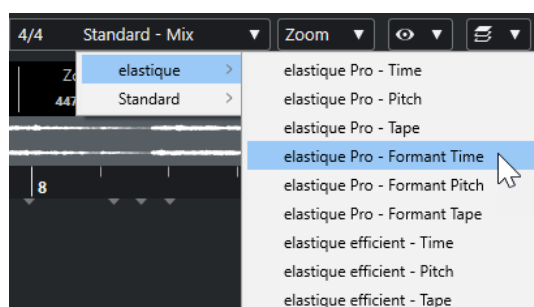 4/4 Standard - Mix Zoom
elastique
Standard
447
8
elastique Pro - Time
elastique Pro - Pitch
elastique Pro - Tape
elastique Pro - Formant Time
elastique Pro - Formant Pitch
elastique Pro - Formant Tape
elastique efficient - Time
elastique efficient - Pitch
elastique efficient - Tape